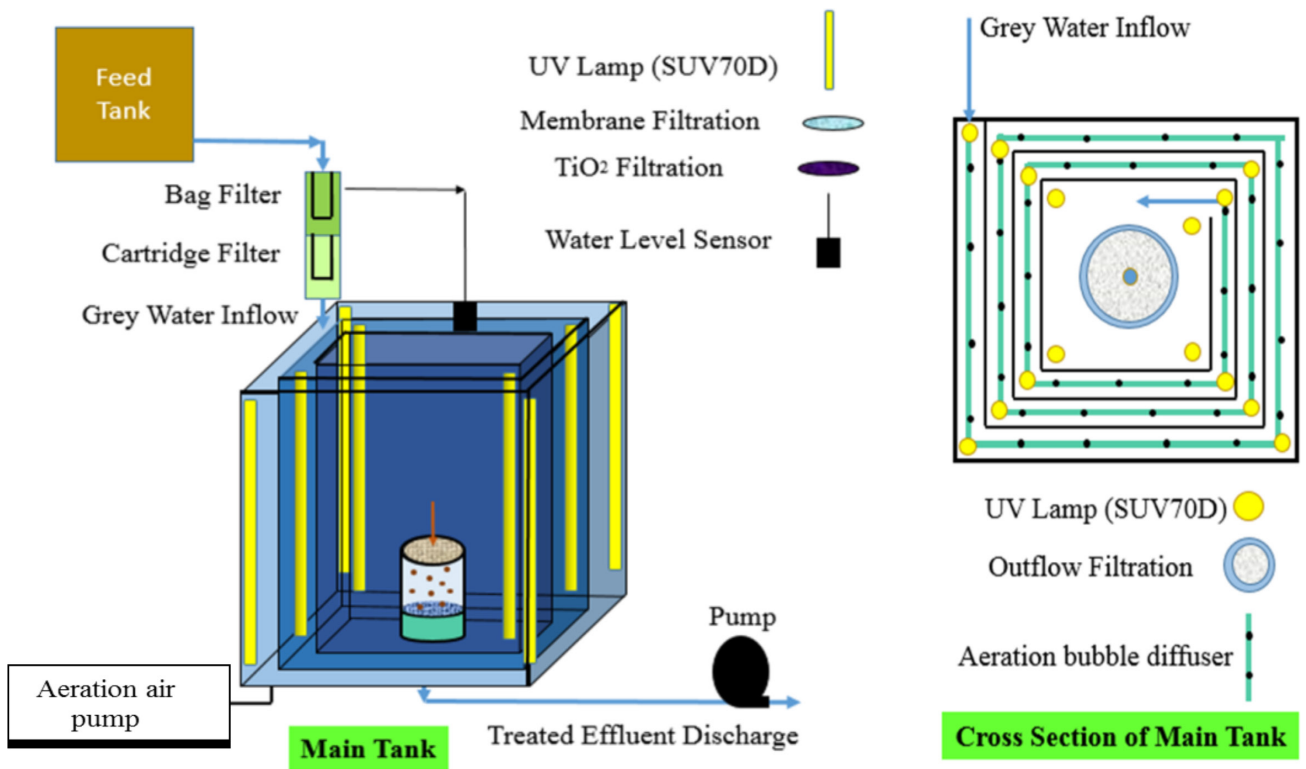 Feed
Tank
Bag Filter
Cartridge Filter
Grey Water Inflow
UV Lamp (SUV70D)
Membrane Filtration
TiO2 Filtration
Water Level Sensor
Aeration air
pump
Main Tank
Pump
Treated Effluent Discharge
Grey Water Inflow
UV Lamp (SUV70D)
Outflow Filtration
Aeration bubble diffuser
Cross Section of Main Tank